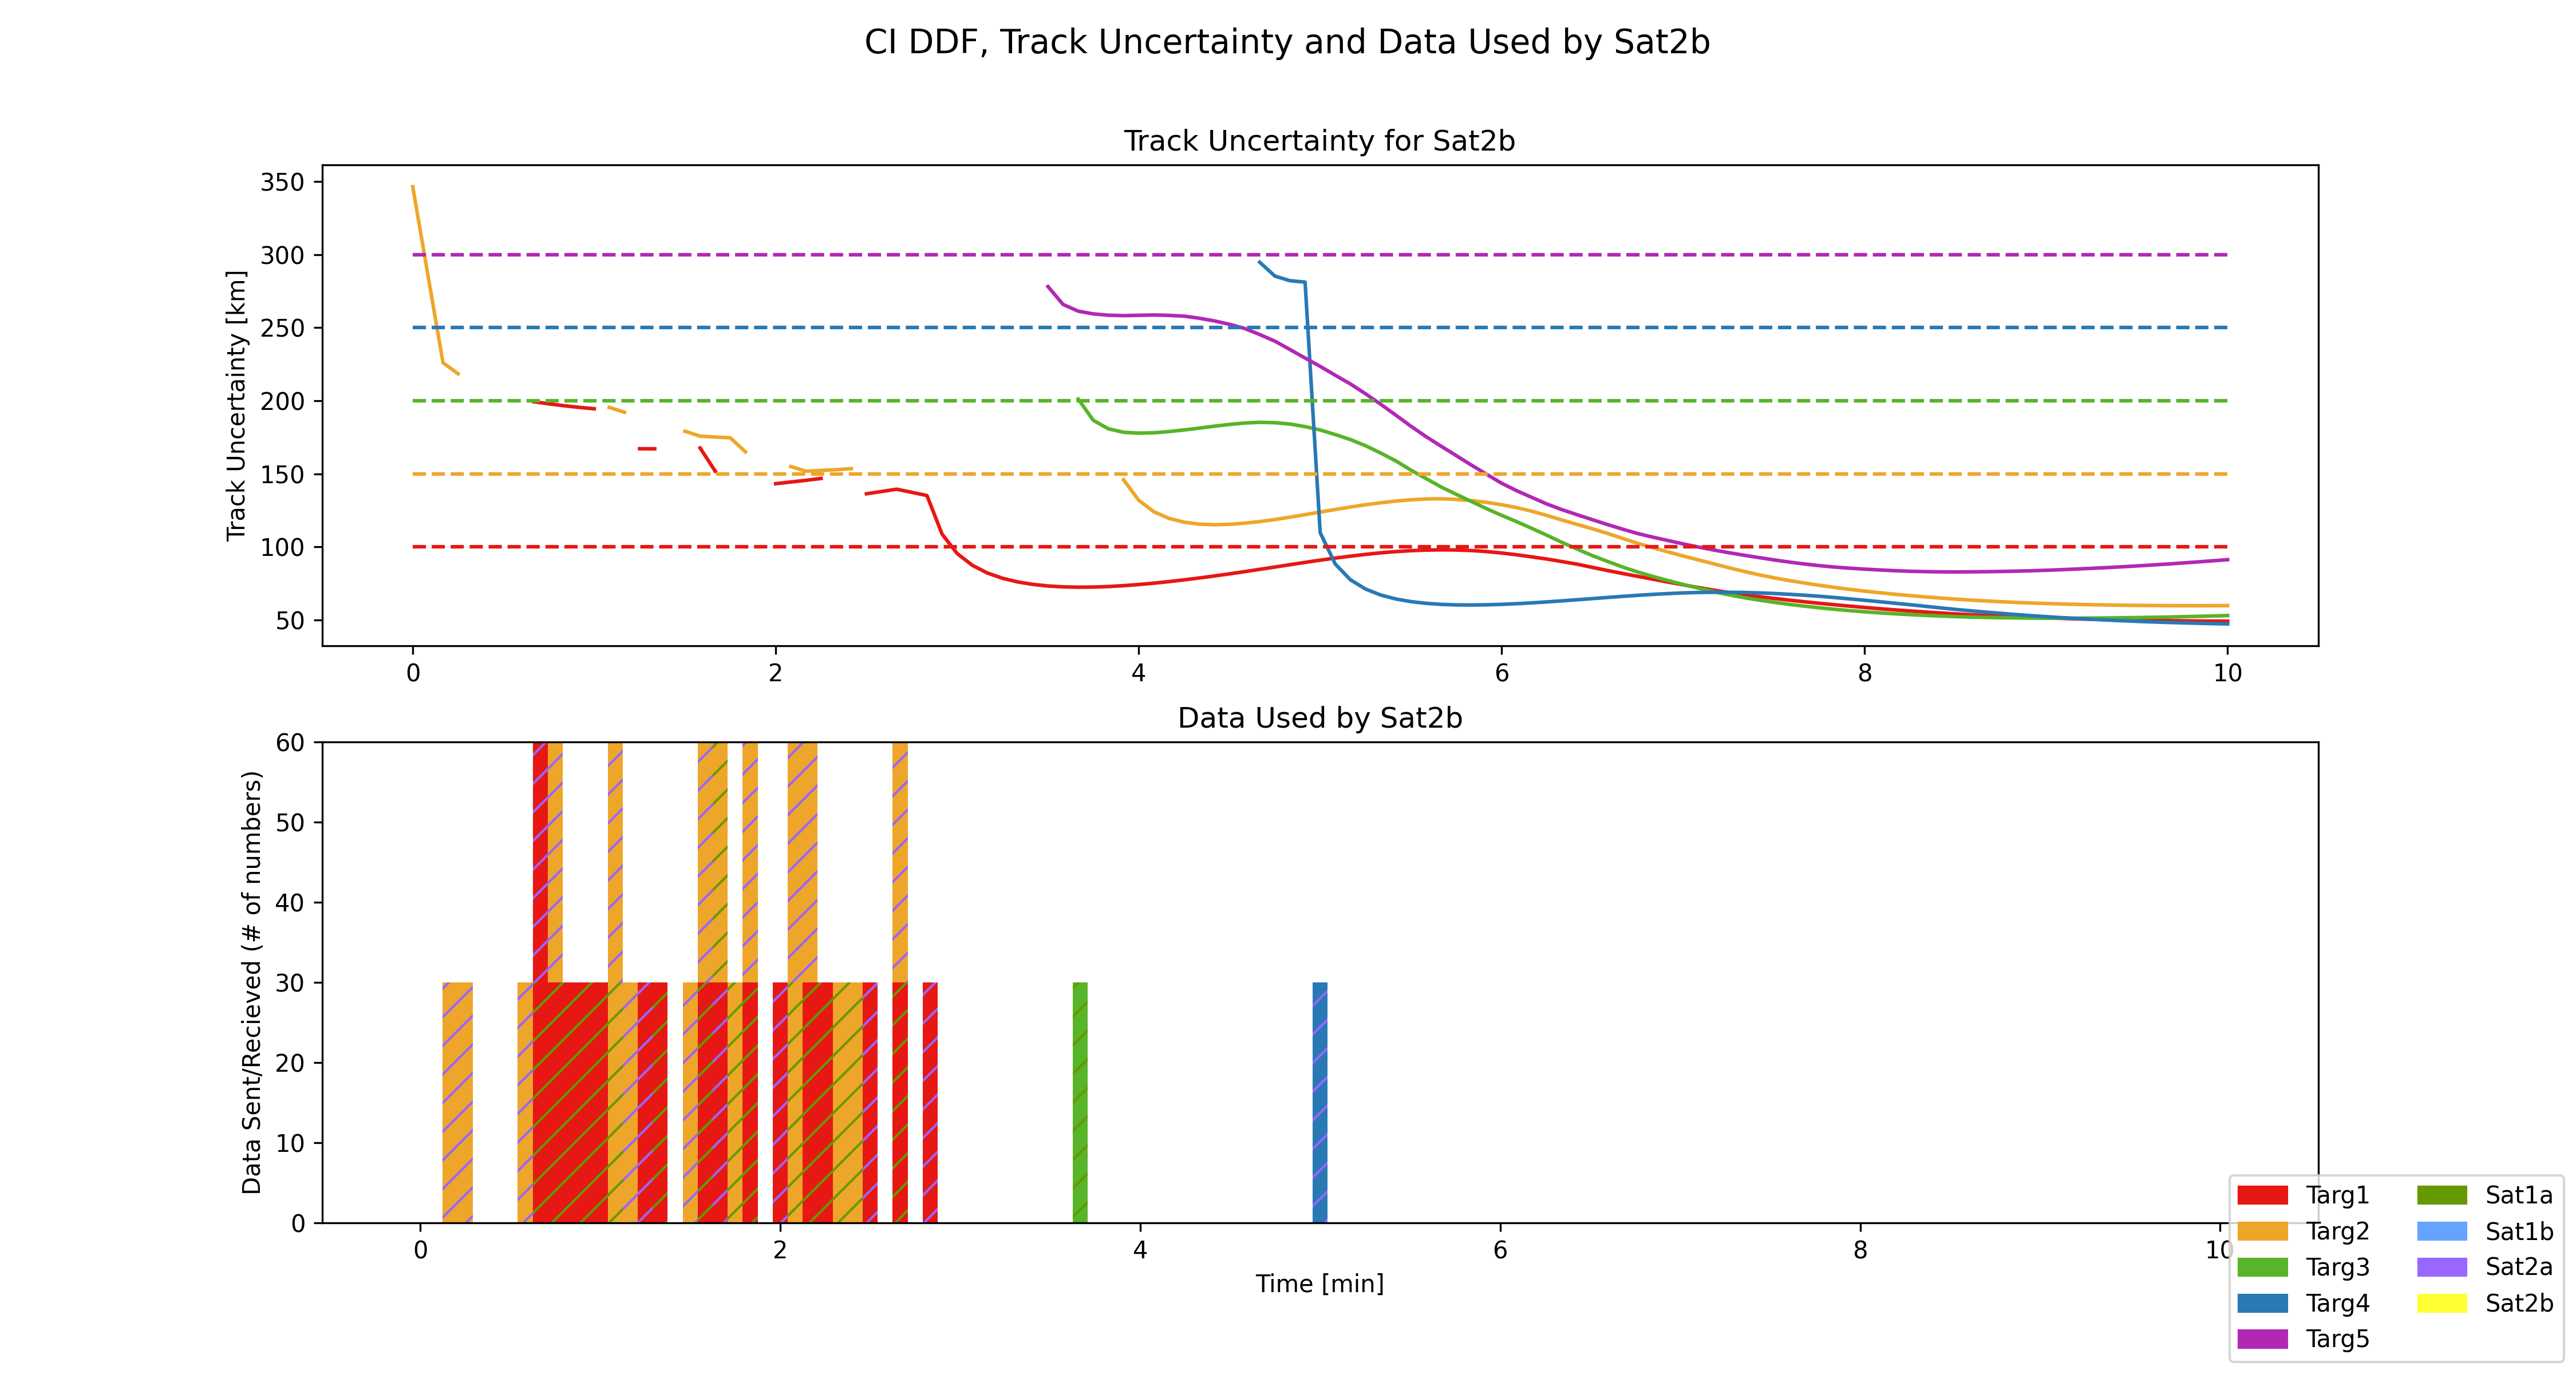 CI DDF, Track Uncertainty and Data Used by Sat2b
Track Uncertainty for Sat2b
Track Uncertainty [km]
350
300
250
200
150
100
50
0 2 4 6 8 10
Data Used by Sat2b
Data Sent/Recieved (# of numbers)
60
50
40
30
20
10
0
0 2 4 6 8 10
Time [min]
Targ1 Sat1a
Targ2 Sat1b
Targ3 Sat2a
Targ4 Sat2b
Targ5